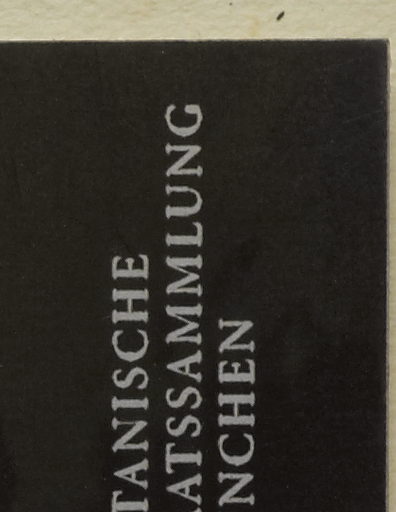 TANISCHE
ATSSAMMLUNG
NCHEN